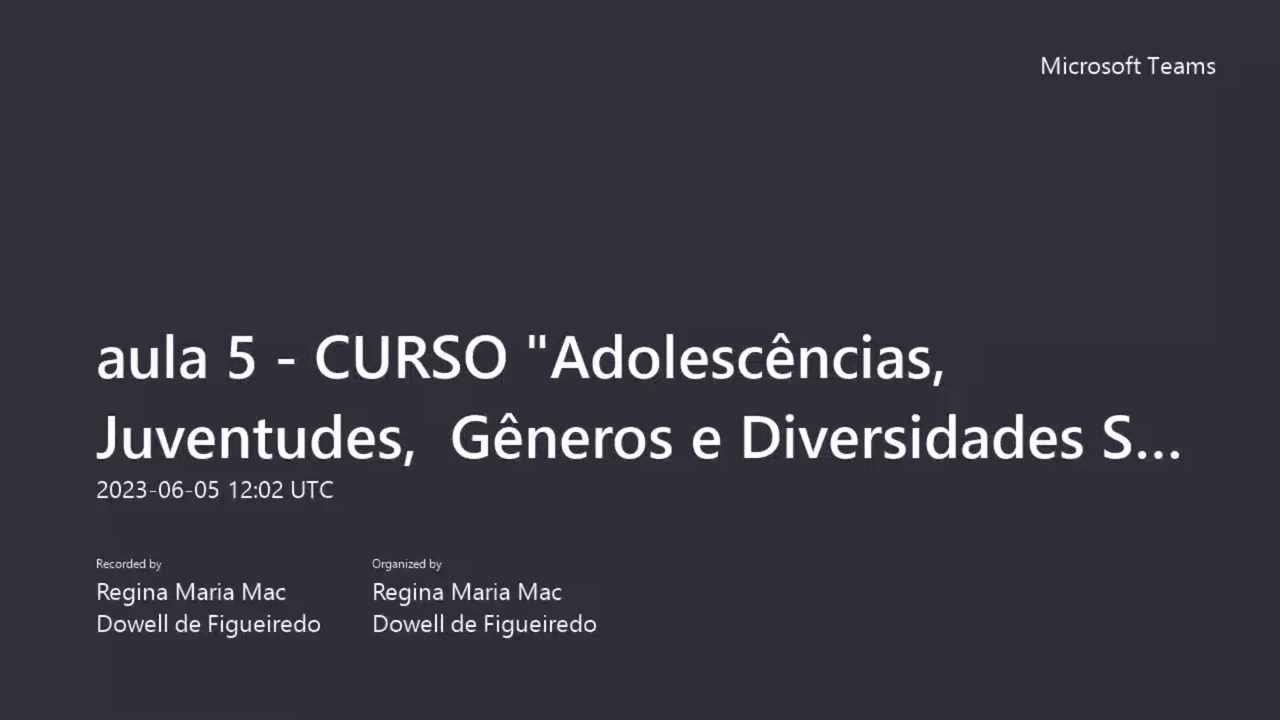 Microsoft Teams
aula 5 - CURSO "Adolescências,
Juventudes,  Gêneros e Diversidades S...
2023-06-05 12:02 UTC
Recorded by
Organized by
Regina Maria Mac
Dowell de Figueiredo
Regina Maria Mac
Dowell de Figueiredo